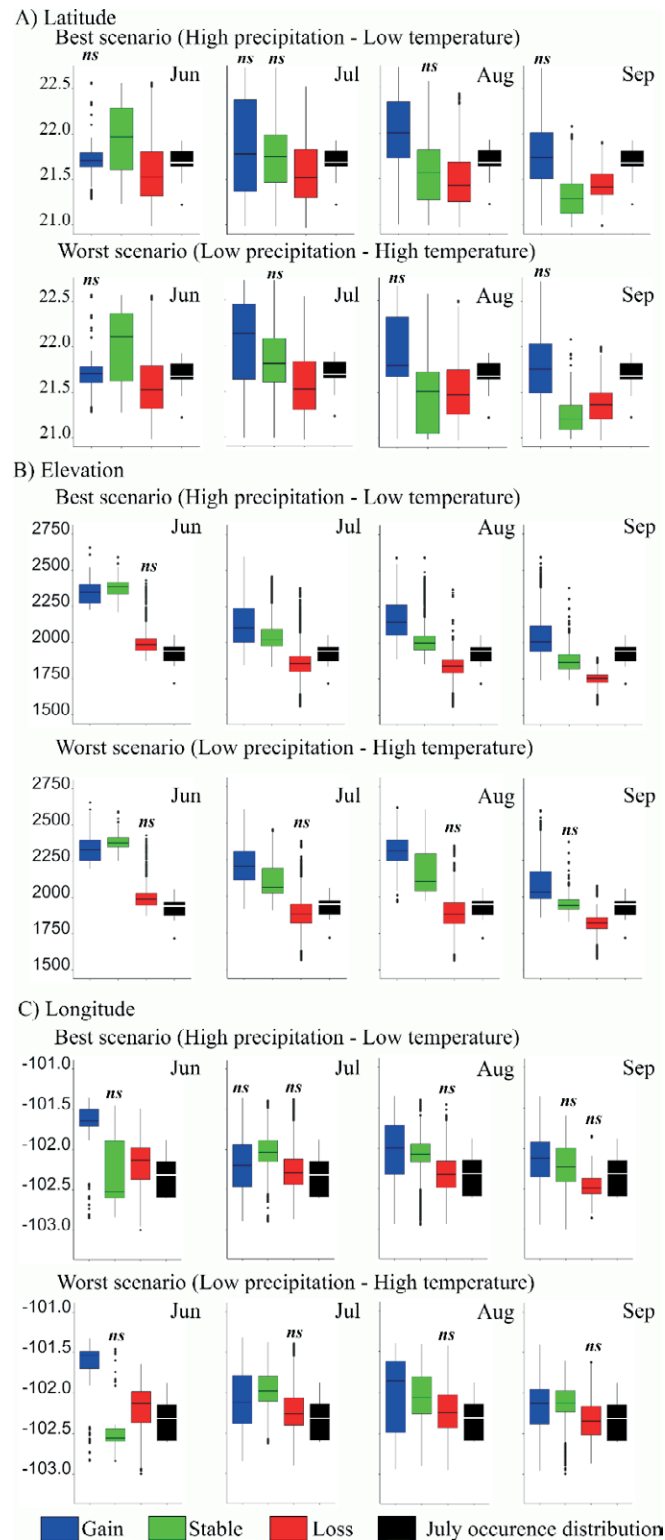 A) Latitude
Best scenario (High precipitation - Low temperature)
ns Jun ns ns Jul ns Aug ns Sep
22.5
22.0
21.5
21.0
Worst scenario (Low precipitation - High temperature)
ns Jun ns Jul ns Aug ns Sep
22.5
22.0
21.5
21.0
B) Elevation
Best scenario (High precipitation - Low temperature)
2750 Jun Jul Aug Sep
2500 ns
2250
2000
1750
1500
Worst scenario (Low precipitation - High temperature)
2750 Jun Jul Aug Sep
2500 ns ns ns ns
2250
2000
1750
1500
C) Longitude
Best scenario (High precipitation - Low temperature)
-101.0 Jun Jul Aug Sep
-101.5 ns ns ns ns ns ns
-102.0
-102.5
-103.0
Worst scenario (Low precipitation - High temperature)
-101.0 Jun Jul Aug Sep
-101.5 ns ns ns ns
-102.0
-102.5
-103.0
Gain Stable Loss July occurence distribution